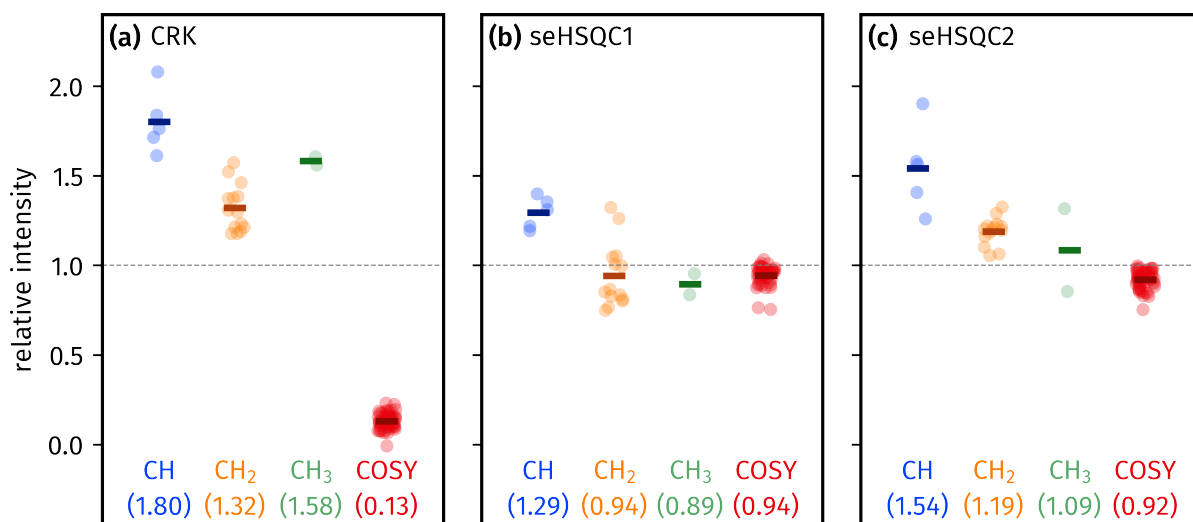 (a) CRK
(b) seHSQC1
(c) seHSQC2
relative intensity
2.0
1.5
1.0
0.5
0.0
CH CH₂ CH₃ COSY
(1.80) (1.32) (1.58) (0.13)
CH CH₂ CH₃ COSY
(1.29) (0.94) (0.89) (0.94)
CH CH₂ CH₃ COSY
(1.54) (1.19) (1.09) (0.92)